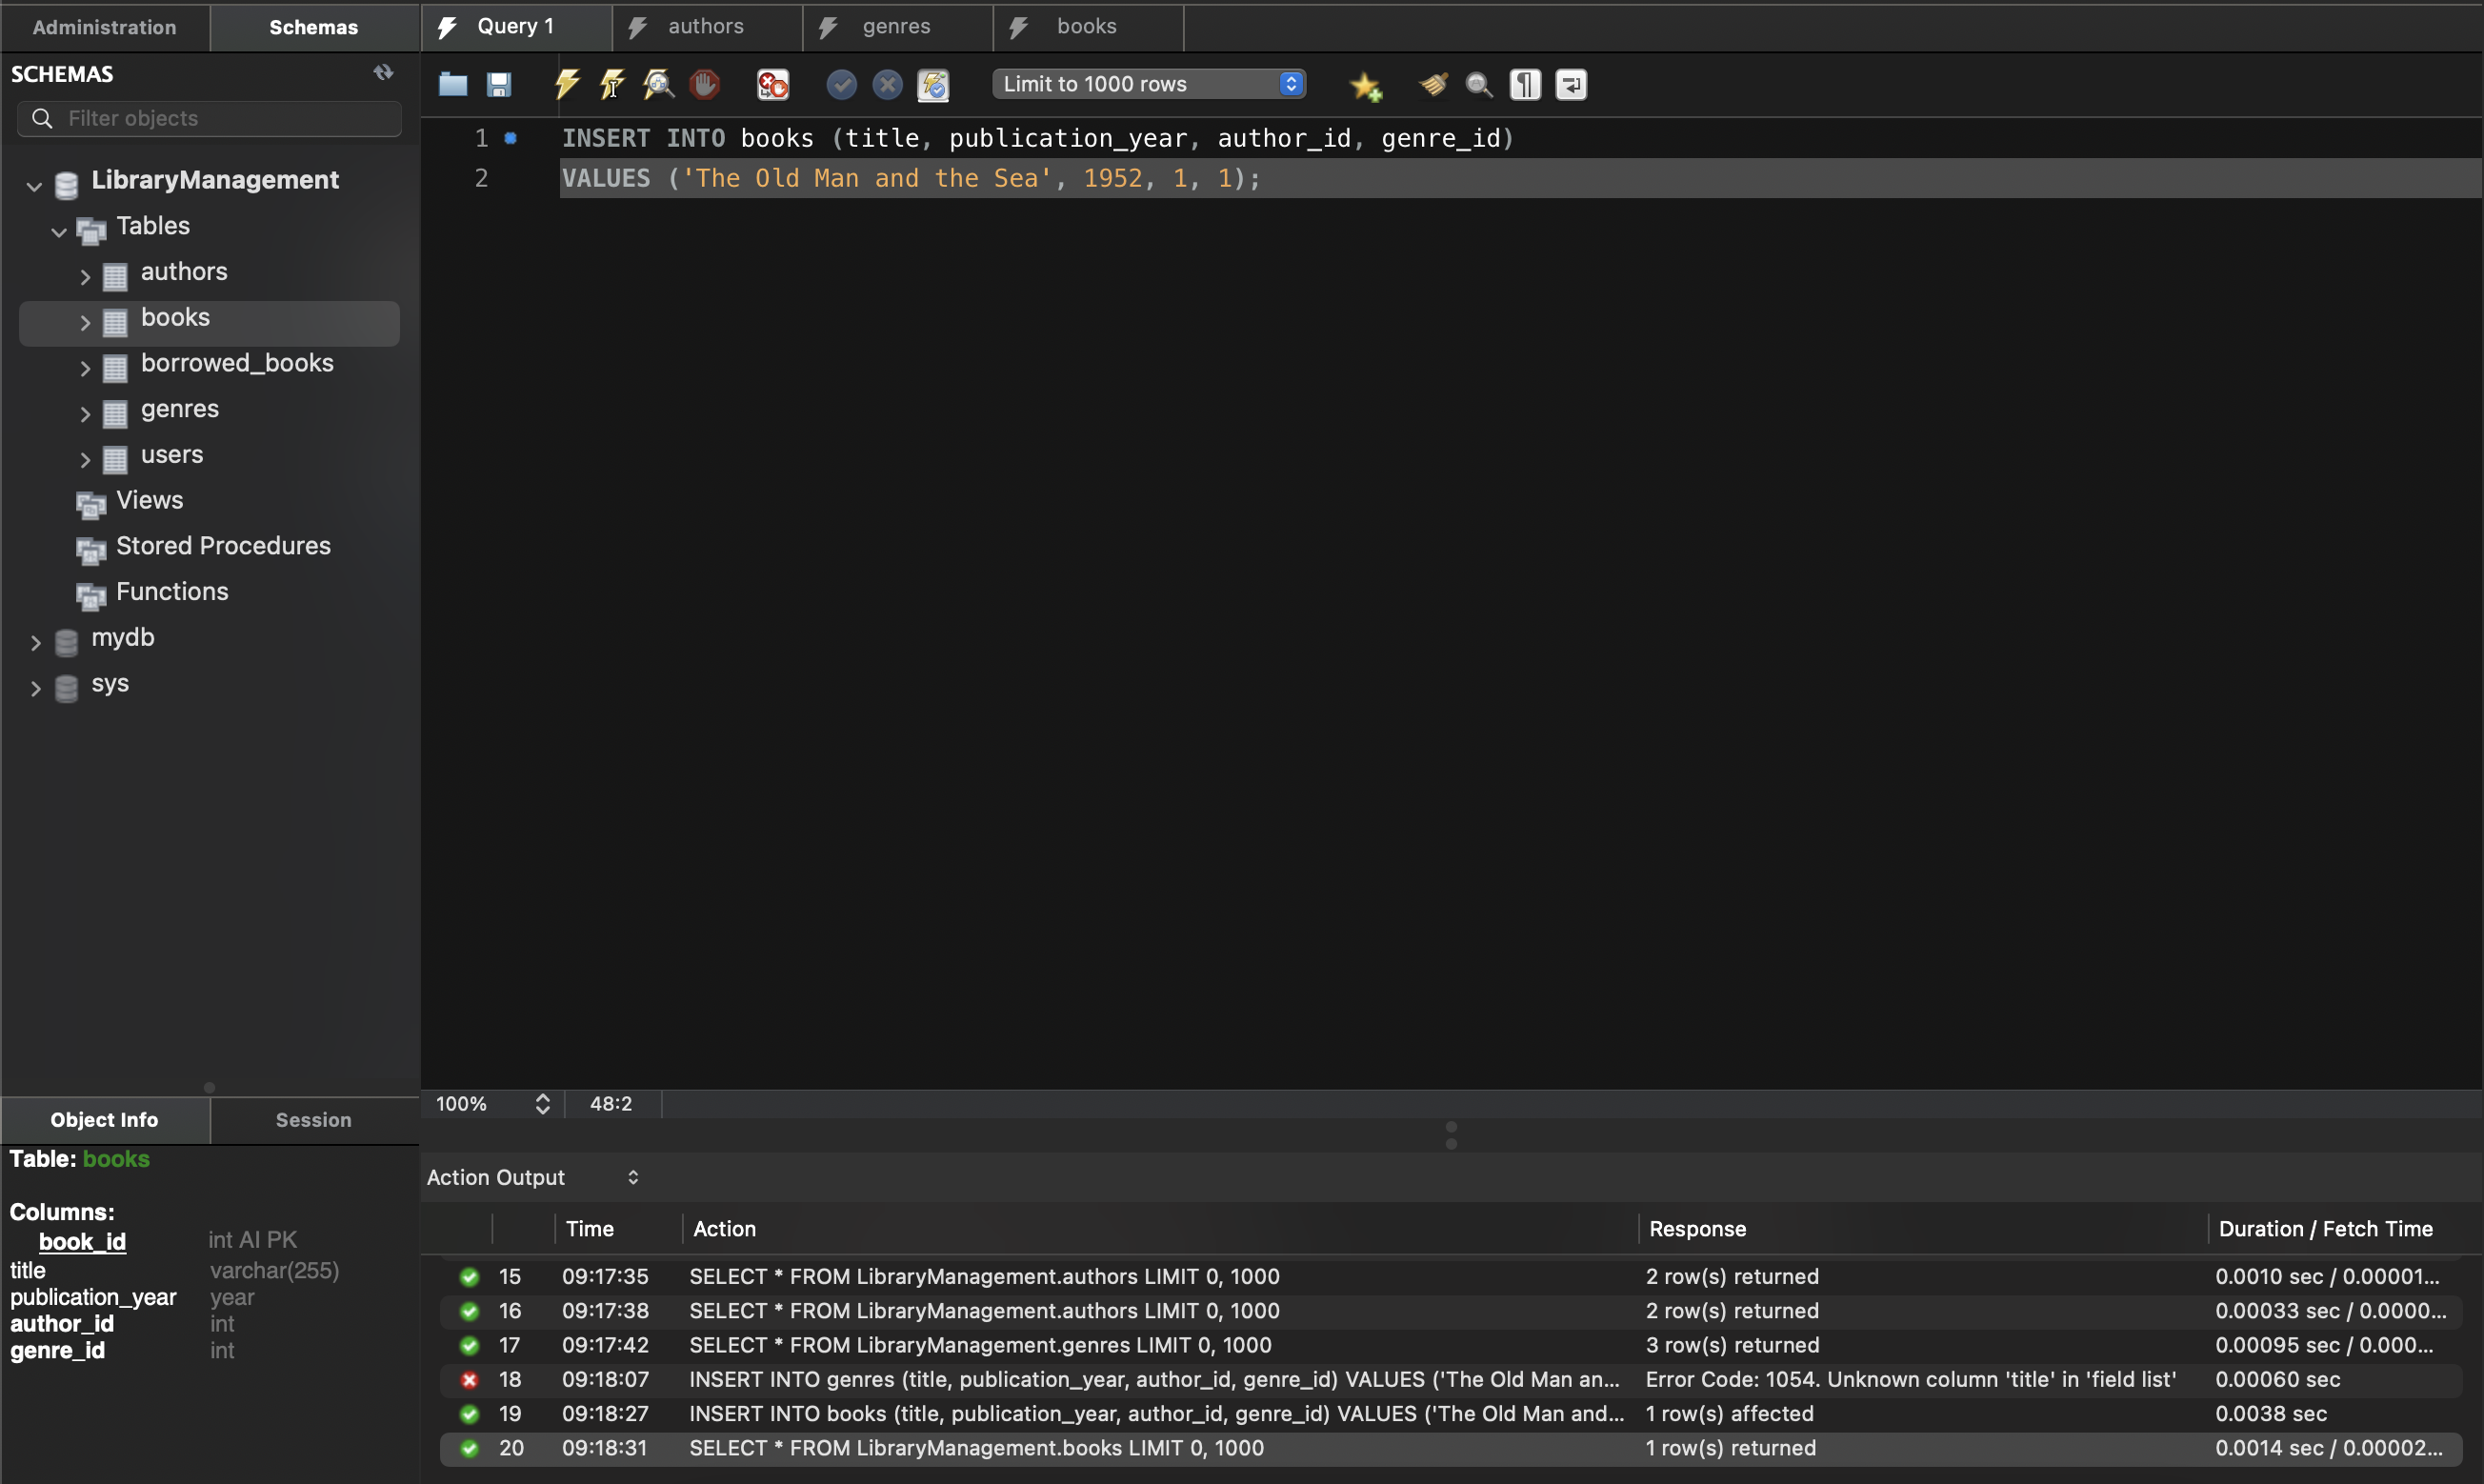 Administration Schemas
SCHEMAS
Filter objects
LibraryManagement
Tables
authors
books
borrowed_books
genres
users
Views
Stored Procedures
Functions
mydb
sys
Object Info Session
Table: books
Columns:
book_id int AI PK
title varchar(255)
publication_year year
author_id int
genre_id int
Query 1 authors genres books
Limit to 1000 rows
1 INSERT INTO books (title, publication_year, author_id, genre_id)
2 VALUES ('The Old Man and the Sea', 1952, 1, 1);
100% 48:2
Action Output
Time Action Response Duration / Fetch Time
15 09:17:35 SELECT * FROM LibraryManagement.authors LIMIT 0, 1000 2 row(s) returned 0.0010 sec / 0.00001...
16 09:17:38 SELECT * FROM LibraryManagement.authors LIMIT 0, 1000 2 row(s) returned 0.00033 sec / 0.0000...
17 09:17:42 SELECT * FROM LibraryManagement.genres LIMIT 0, 1000 3 row(s) returned 0.00095 sec / 0.000...
18 09:18:07 INSERT INTO genres (title, publication_year, author_id, genre_id) VALUES ('The Old Man an... Error Code: 1054. Unknown column 'title' in 'field list' 0.00060 sec
19 09:18:27 INSERT INTO books (title, publication_year, author_id, genre_id) VALUES ('The Old Man and... 1 row(s) affected 0.0038 sec
20 09:18:31 SELECT * FROM LibraryManagement.books LIMIT 0, 1000 1 row(s) returned 0.0014 sec / 0.00002...